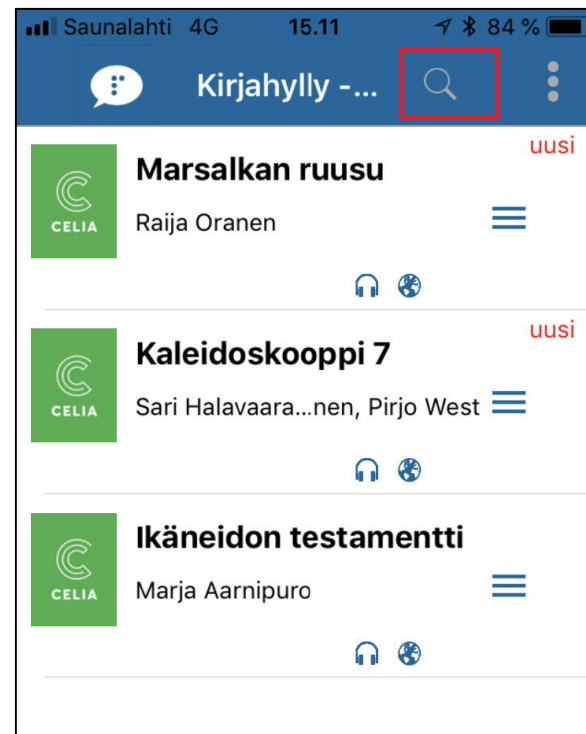 Saunalahti 4G 15.11 84 %
Kirjahylly -...
uusi
Marsalkan ruusu
Raija Oranen
CELIA
uusi
Kaleidoskooppi 7
Sari Halavaara...nen, Pirjo West
CELIA
Ikäneidon testamentti
Marja Aarnipuro
CELIA